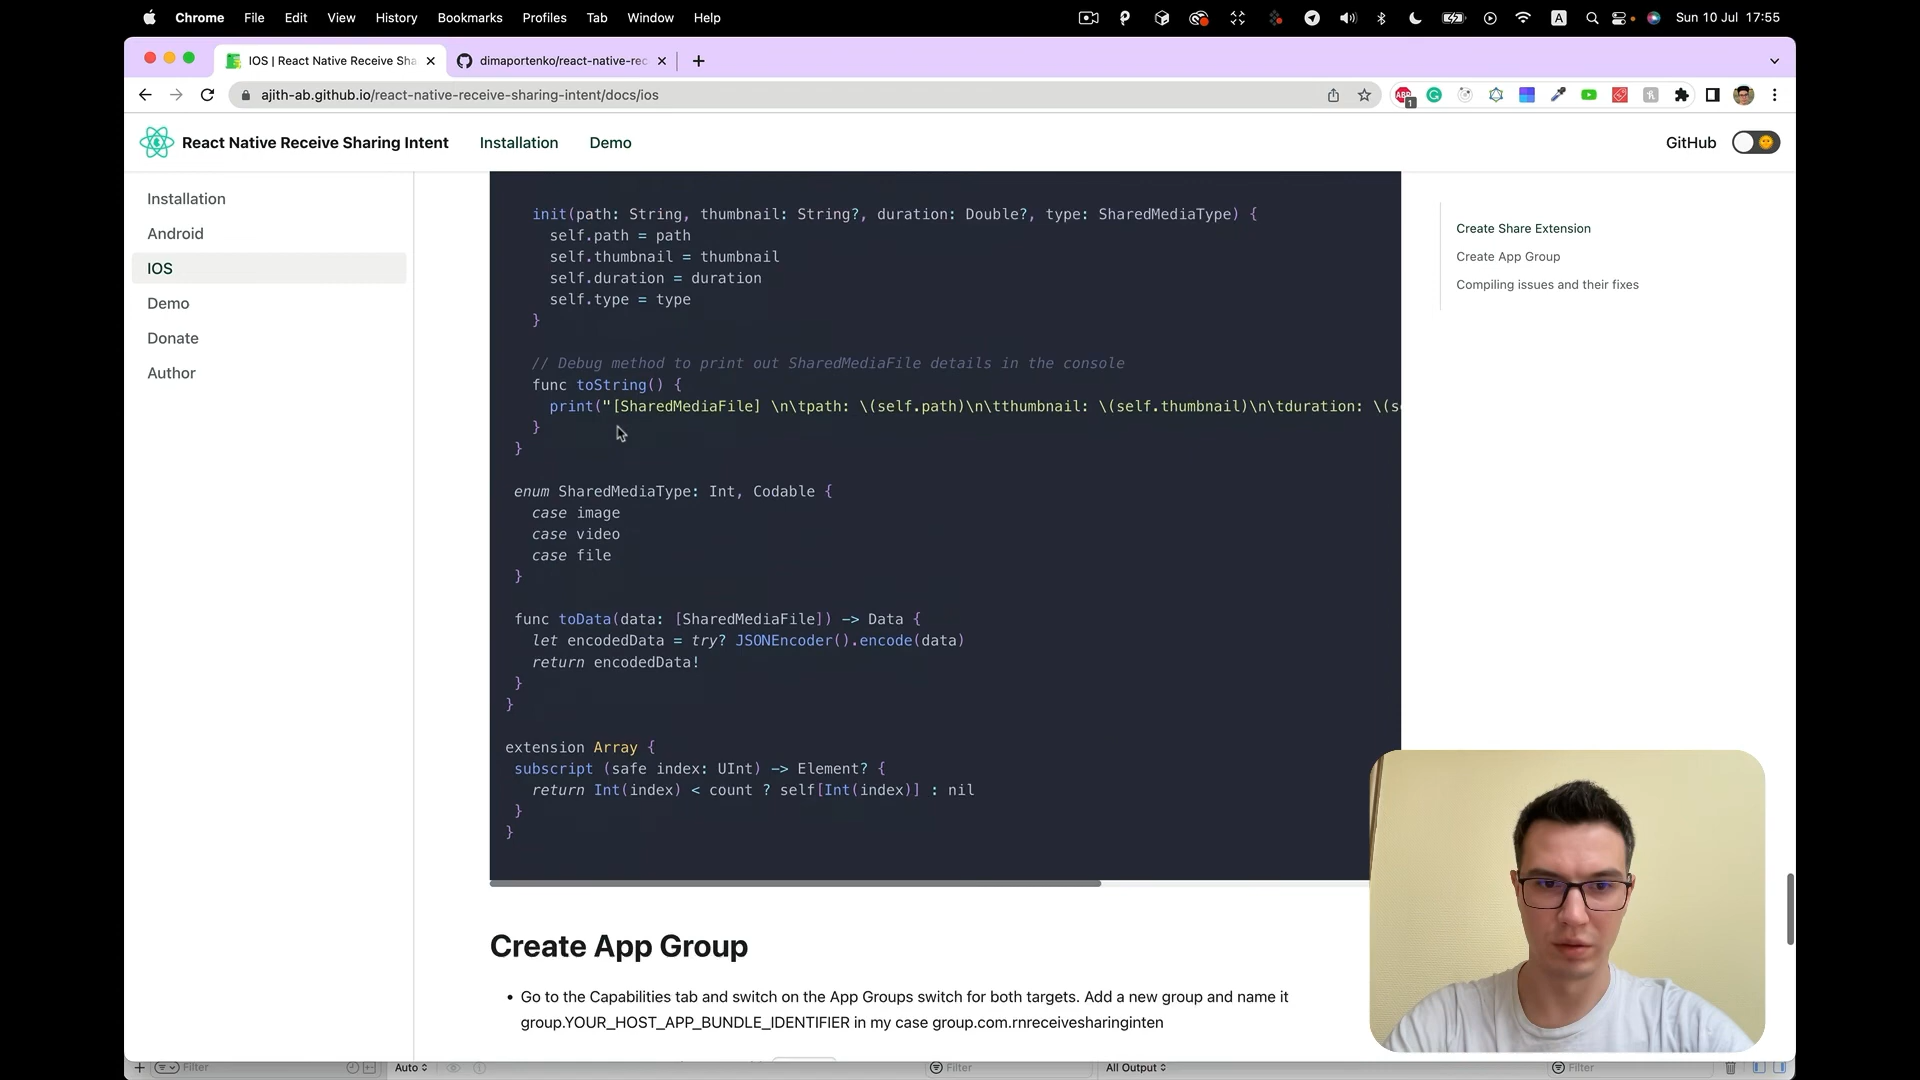 Chrome File Edit View History Bookmarks Profiles Tab Window Help
A
Sun 10 Jul 17:55
IOS | React Native Receive Sha
dimaportenko/react-native-rec
ajith-ab.github.io/react-native-receive-sharing-intent/docs/ios
ABP
1
React Native Receive Sharing Intent
Installation
Demo
GitHub
Installation
Android
IOS
Demo
Donate
Author
init(path: String, thumbnail: String?, duration: Double?, type: SharedMediaType) {
self.path = path
self.thumbnail = thumbnail
self.duration = duration
self.type = type
}
// Debug method to print out SharedMediaFile details in the console
func toString() {
print("[SharedMediaFile] \n\tpath: \(self.path)\n\tthumbnail: \(self.thumbnail)\n\tduration: \(s
}
}
enum SharedMediaType: Int, Codable {
case image
case video
case file
}
func toData(data: [SharedMediaFile]) -> Data {
let encodedData = try? JSONEncoder().encode(data)
return encodedData!
}
}
extension Array {
subscript (safe index: UInt) -> Element? {
return Int(index) < count ? self[Int(index)] : nil
}
}
Create Share Extension
Create App Group
Compiling issues and their fixes
Create App Group
• Go to the Capabilities tab and switch on the App Groups switch for both targets. Add a new group and name it
group.YOUR_HOST_APP_BUNDLE_IDENTIFIER in my case group.com.rnreceivesharinginten
Filter
Auto
Filter
All Output
Filter